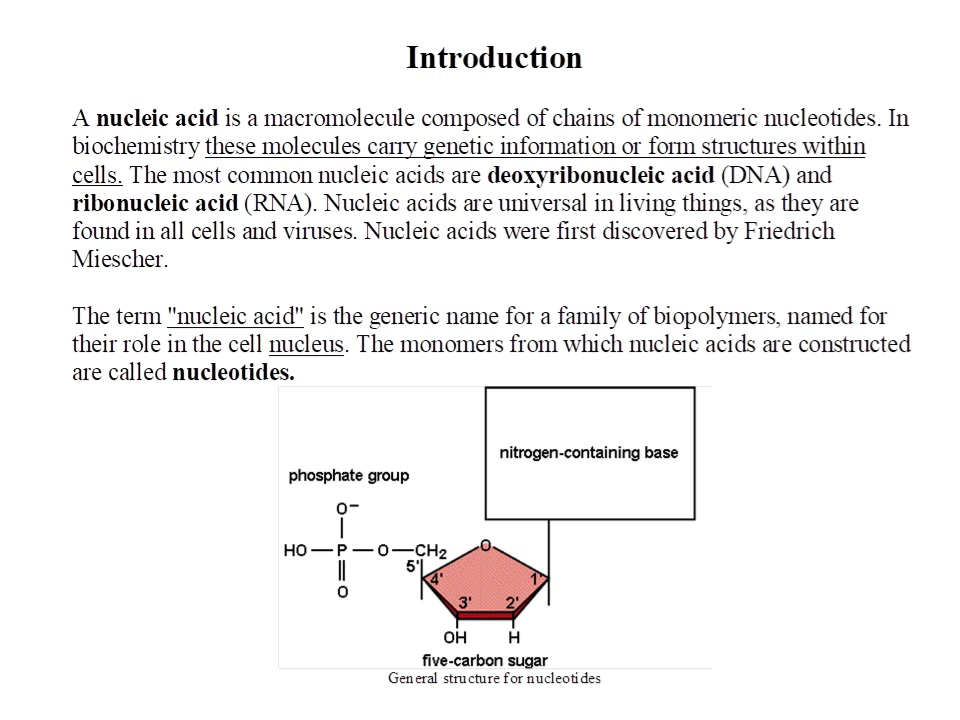 Introduction
A nucleic acid is a macromolecule composed of chains of monomeric nucleotides. In
biochemistry these molecules carry genetic information or form structures within
cells. The most common nucleic acids are deoxyribonucleic acid (DNA) and
ribonucleic acid (RNA). Nucleic acids are universal in living things, as they are
found in all cells and viruses. Nucleic acids were first discovered by Friedrich
Miescher.
The term "nucleic acid" is the generic name for a family of biopolymers, named for
their role in the cell nucleus. The monomers from which nucleic acids are constructed
are called nucleotides.
nitrogen-containing base
phosphate group
O−
HO — P — O — CH2 O
5'
4' 1'
O
3' 2'
OH H
five-carbon sugar
General structure for nucleotides